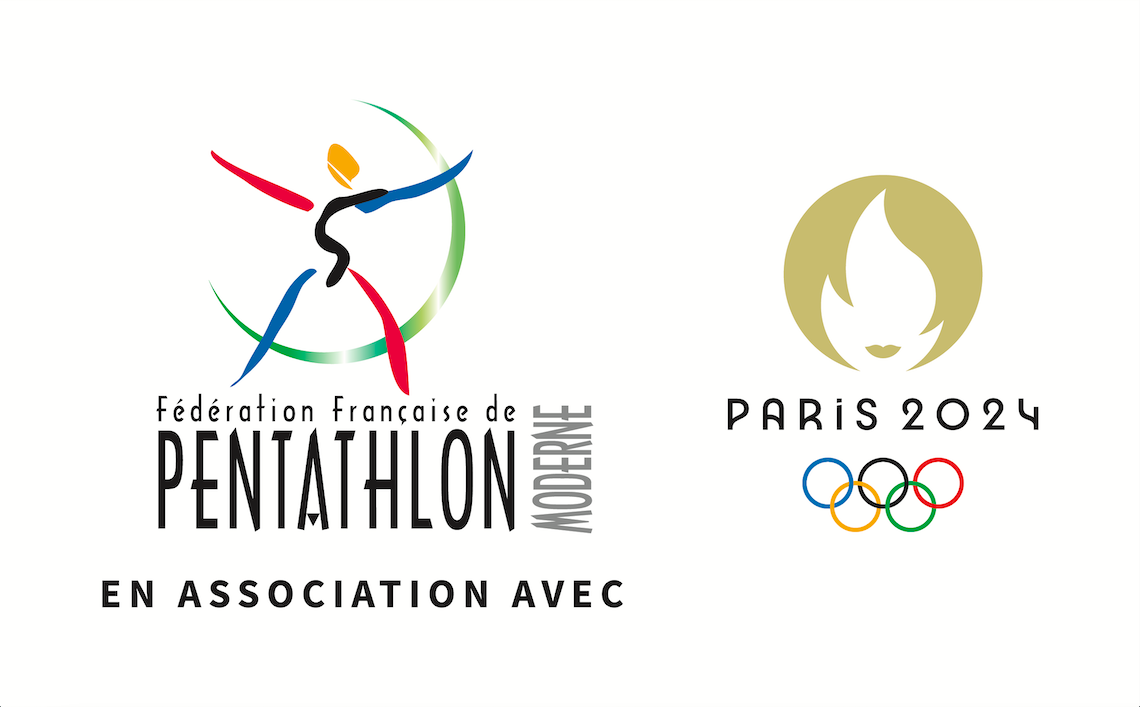 Fédération Française de
PENTATHLON
MODERNE
EN ASSOCIATION AVEC
PARiS 2024